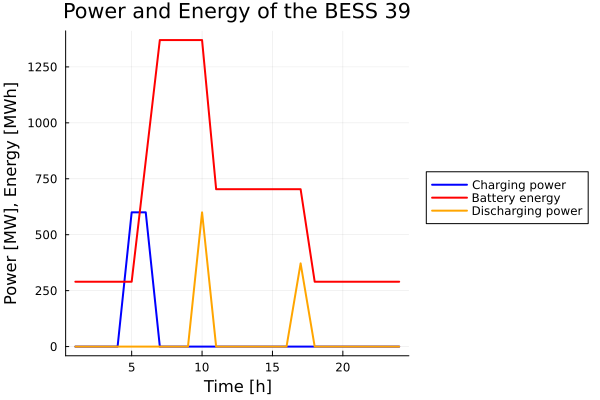 Power and Energy of the BESS 39
Power [MW], Energy [MWh]
1250
1000
750
500
250
0
5
10
15
20
Time [h]
Charging power
Battery energy
Discharging power